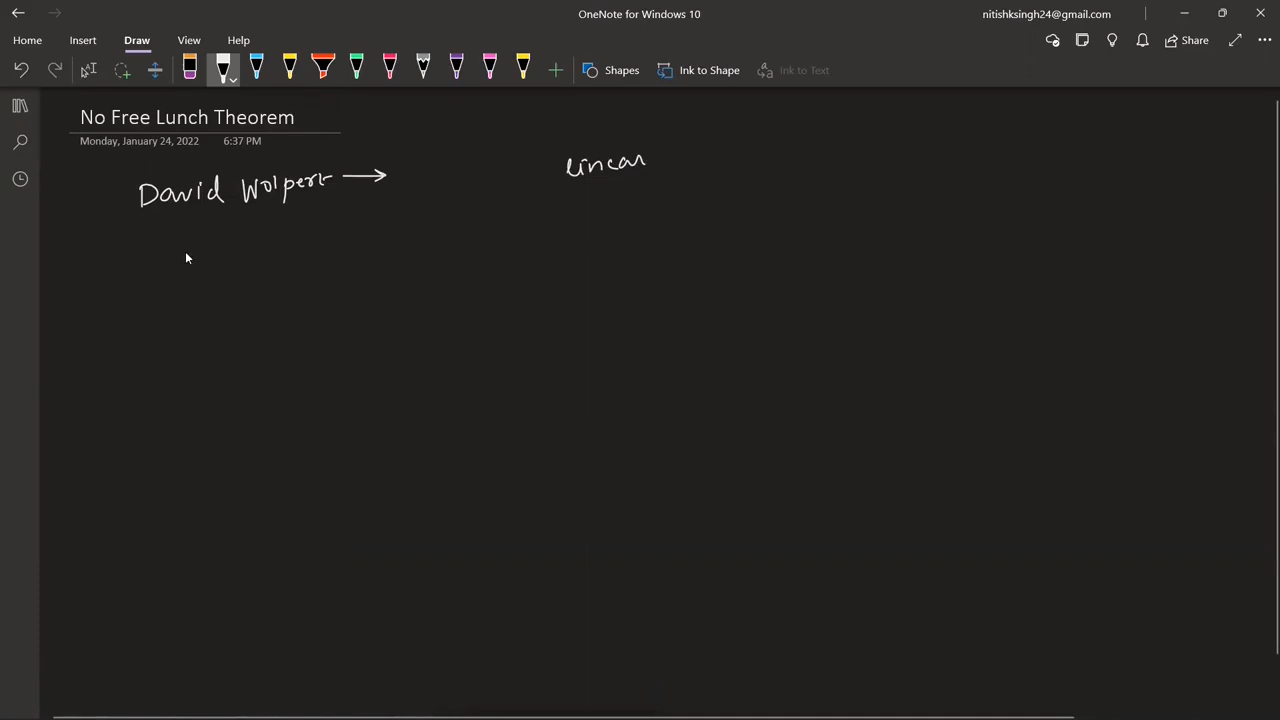 OneNote for Windows 10
nitishksingh24@gmail.com
Home Insert Draw View Help
Share
Shapes Ink to Shape Ink to Text
No Free Lunch Theorem
Monday, January 24, 2022 6:37 PM
linear
David Wolpert →